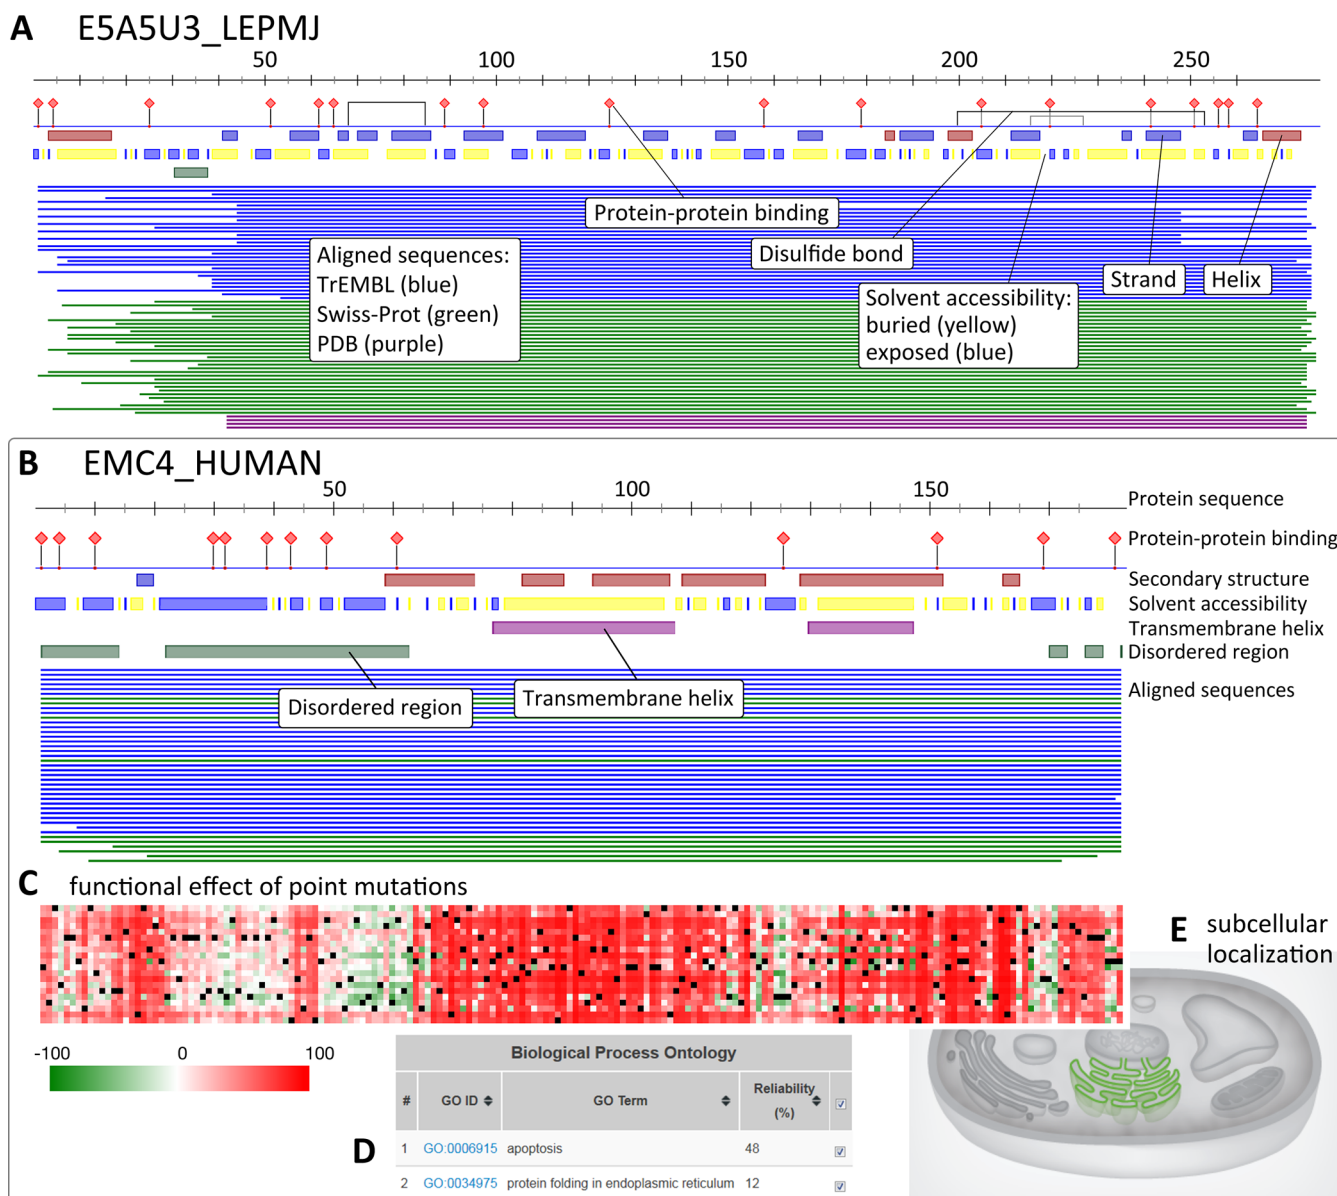 A E5A5U3_LEPMJ
50 100 150 200 250
Protein-protein binding
Disulfide bond
Aligned sequences:
TrEMBL (blue)
Swiss-Prot (green)
PDB (purple)
Solvent accessibility:
buried (yellow)
exposed (blue)
Strand
Helix
B EMC4_HUMAN
50 100 150
Protein sequence
Protein-protein binding
Secondary structure
Solvent accessibility
Transmembrane helix
Disordered region
Aligned sequences
Disordered region
Transmembrane helix
C functional effect of point mutations
-100 0 100
D
Biological Process Ontology
# GO ID GO Term Reliability (%)
1 GO:0006915 apoptosis 48
2 GO:0034975 protein folding in endoplasmic reticulum 12
E subcellular
localization